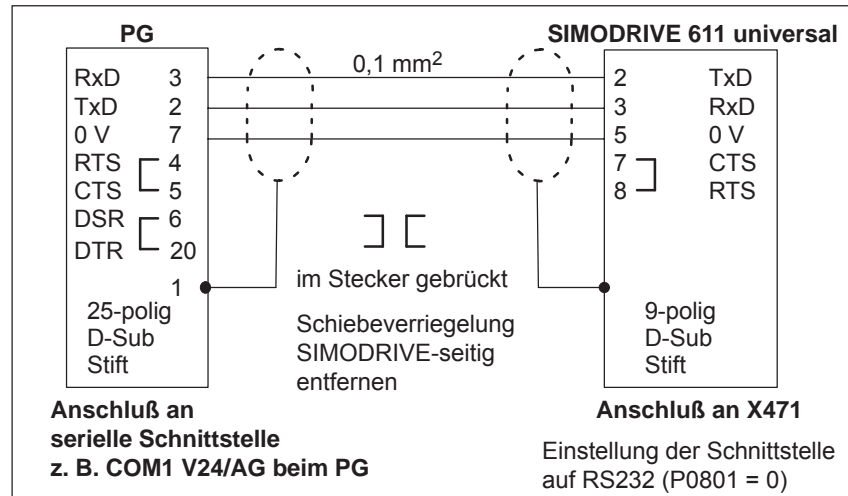 PG
SIMODRIVE 611 universal
RxD 3
0,1 mm²
2 TxD
TxD 2
3 RxD
0 V 7
5 0 V
RTS 4
7 CTS
CTS 5
8 RTS
DSR 6
DTR 20
1
im Stecker gebrückt
25-polig
D-Sub
Stift
Schiebeverriegelung
SIMODRIVE-seitig
entfernen
9-polig
D-Sub
Stift
Anschluß an
serielle Schnittstelle
z. B. COM1 V24/AG beim PG
Anschluß an X471
Einstellung der Schnittstelle
auf RS232 (P0801 = 0)